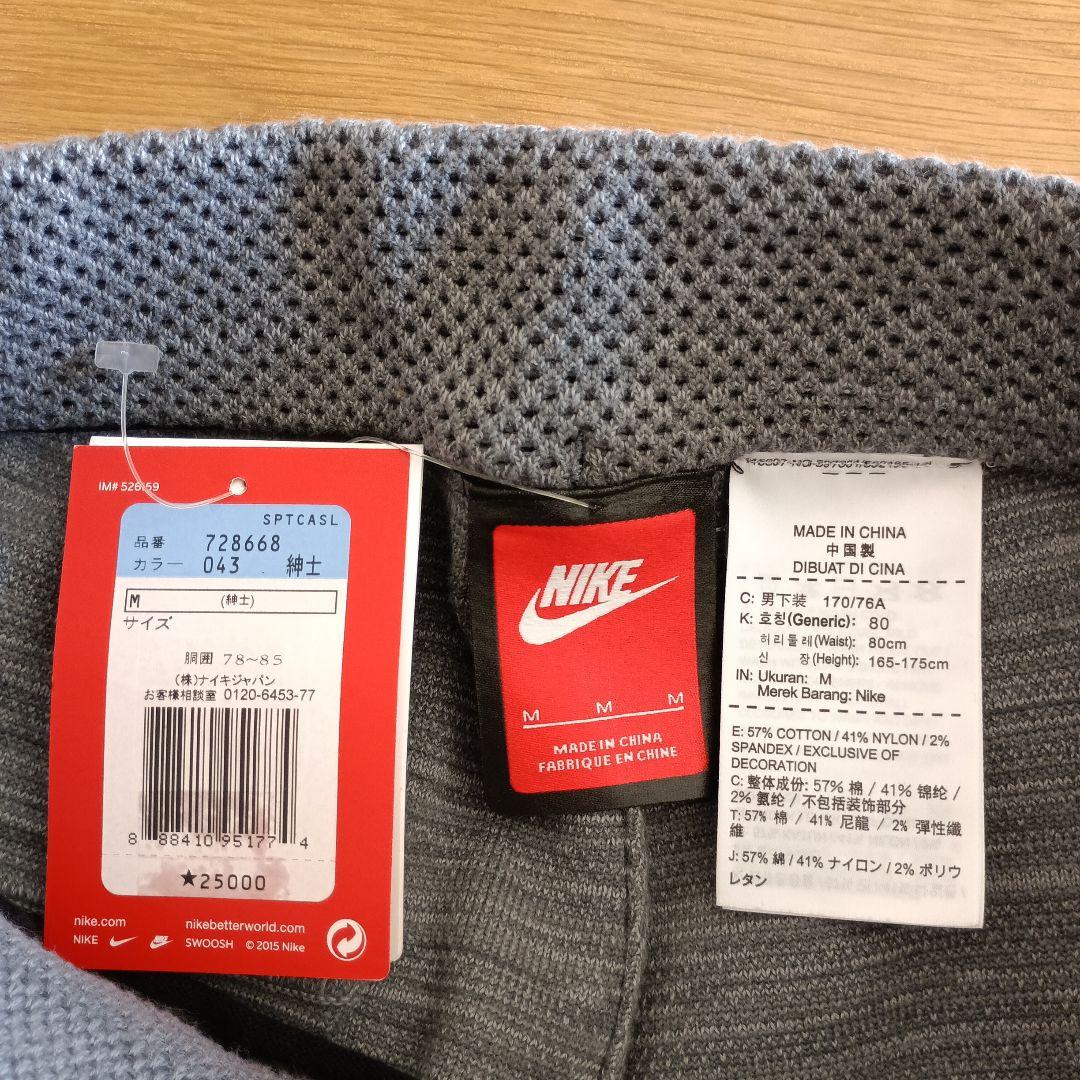 IM# 526159
SPTCASL
品番 728668
カラー 043 紳士
M (紳士)
サイズ
胴囲 78〜85
(株)ナイキジャパン
お客様相談室 0120-6453-77
8 88410 95177 4
★25000
nike.com nikebetterworld.com
NIKE SWOOSH © 2015 Nike
NIKE
M M M
MADE IN CHINA
FABRIQUE EN CHINE
MADE IN CHINA
中国製
DIBUAT DI CINA
C: 男下装 170/76A
K: 호칭(Generic): 80
허리둘레(Waist): 80cm
신 장(Height): 165-175cm
IN: Ukuran: M
Merek Barang: Nike
E: 57% COTTON / 41% NYLON / 2%
SPANDEX / EXCLUSIVE OF
DECORATION
C: 整体成份: 57% 棉 / 41% 锦纶 /
2% 氨纶 / 不包括装饰部分
T: 57% 棉 / 41% 尼龍 / 2% 彈性纖
維
J: 57% 綿 / 41% ナイロン / 2% ポリウ
レタン